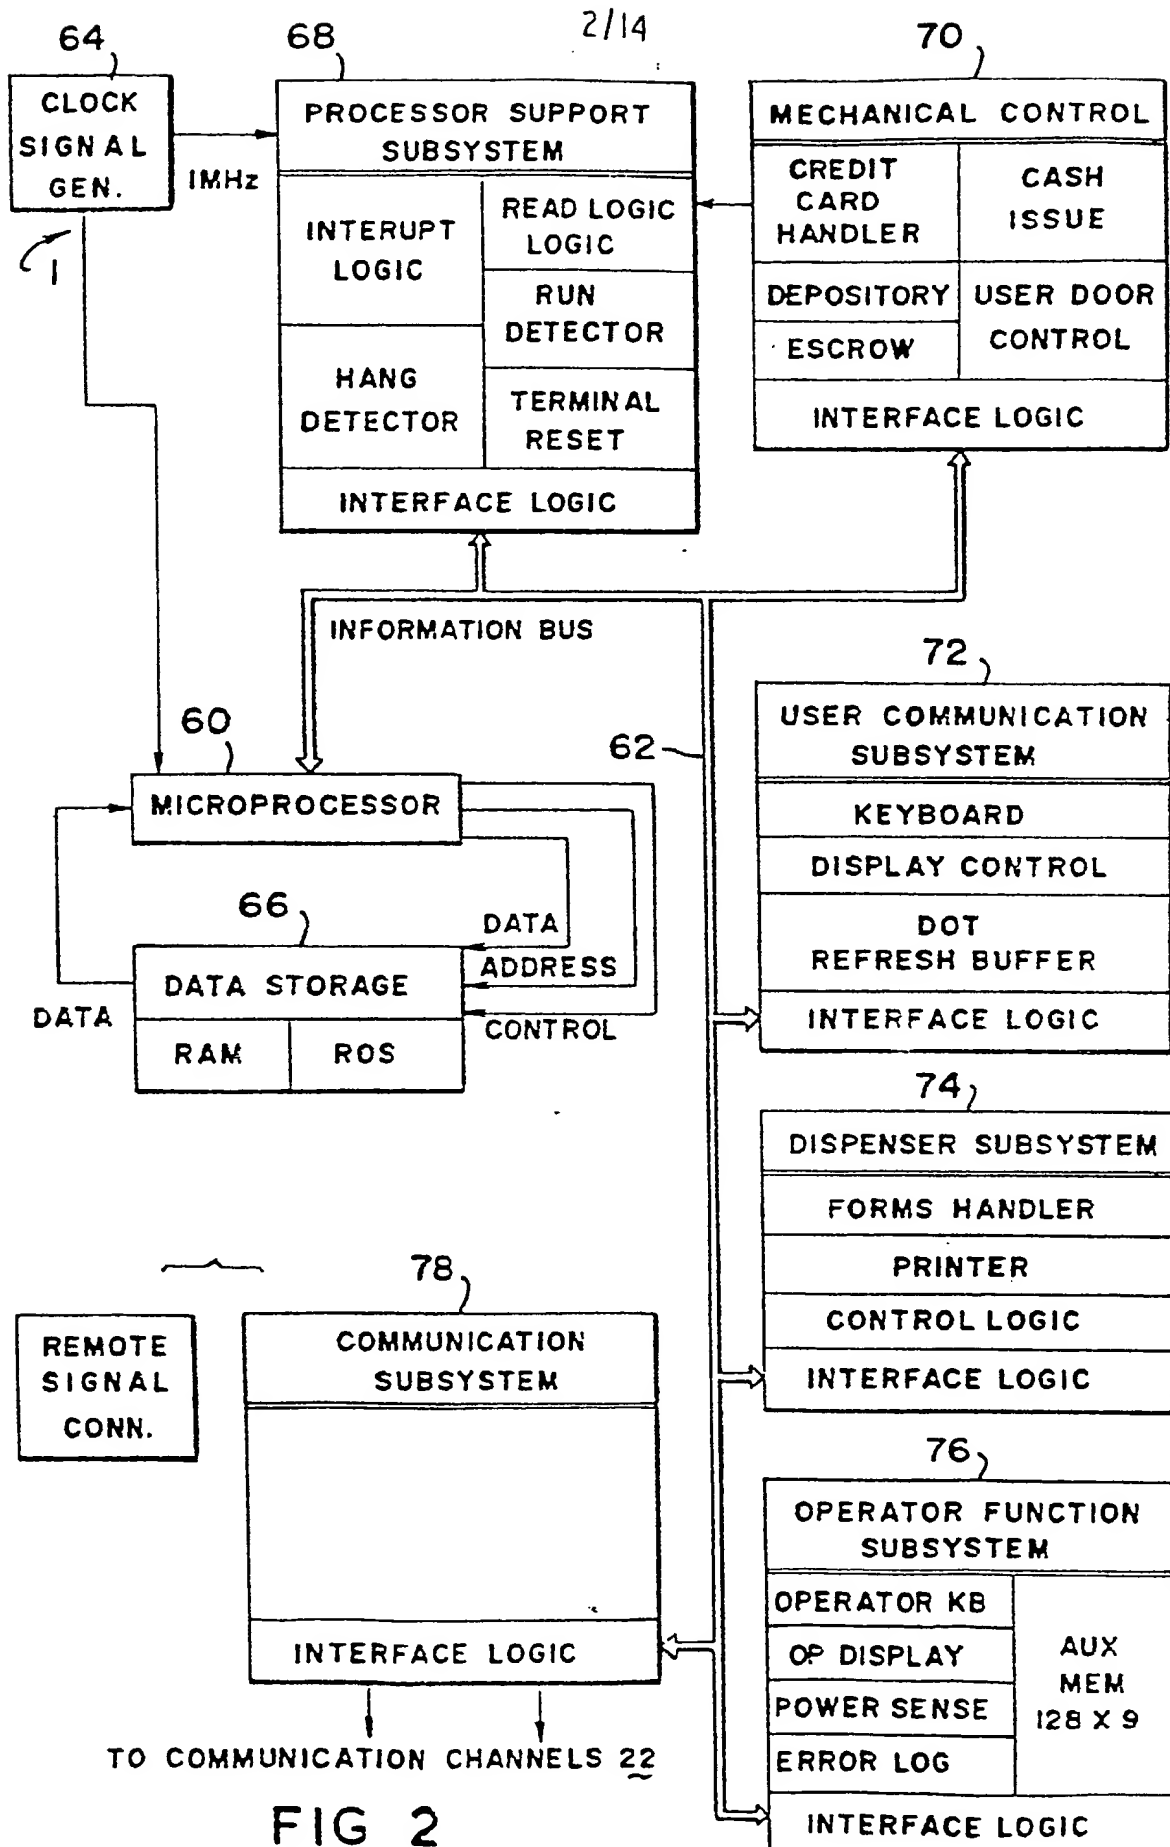 2/14
64
CLOCK
SIGNAL
GEN.
1MHz
1
68
PROCESSOR SUPPORT
SUBSYSTEM
INTERUPT
LOGIC
READ LOGIC
LOGIC
RUN
DETECTOR
HANG
DETECTOR
TERMINAL
RESET
INTERFACE LOGIC
70
MECHANICAL CONTROL
CREDIT
CARD
HANDLER
CASH
ISSUE
DEPOSITORY
ESCROW
USER DOOR
CONTROL
INTERFACE LOGIC
INFORMATION BUS
62
60
MICROPROCESSOR
66
DATA STORAGE
RAM
ROS
DATA
DATA
ADDRESS
CONTROL
72
USER COMMUNICATION
SUBSYSTEM
KEYBOARD
DISPLAY CONTROL
DOT
REFRESH BUFFER
INTERFACE LOGIC
74
DISPENSER SUBSYSTEM
FORMS HANDLER
PRINTER
CONTROL LOGIC
INTERFACE LOGIC
REMOTE
SIGNAL
CONN.
78
COMMUNICATION
SUBSYSTEM
INTERFACE LOGIC
TO COMMUNICATION CHANNELS 22
76
OPERATOR FUNCTION
SUBSYSTEM
OPERATOR KB
OP DISPLAY
POWER SENSE
ERROR LOG
AUX
MEM
128 X 9
INTERFACE LOGIC
FIG 2